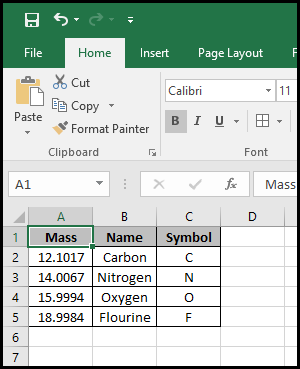 File Home Insert Page Layout F
Cut
Copy
Format Painter
Paste
Clipboard
Calibri 11
B I U
Font
A1 fx Mass
A B C D
1 Mass Name Symbol
2 12.1017 Carbon C
3 14.0067 Nitrogen N
4 15.9994 Oxygen O
5 18.9984 Flourine F
6
7